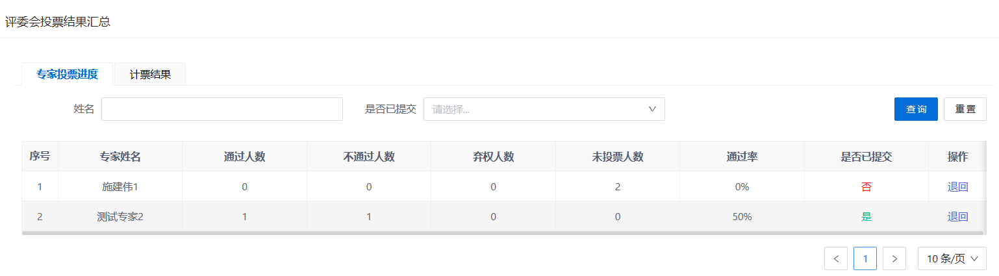 评委会投票结果汇总
专家投票进度 计票结果
姓名 是否已提交 请选择... 查询 重置
序号 专家姓名 通过人数 不通过人数 弃权人数 未投票人数 通过率 是否已提交 操作
1 施建伟1 0 0 0 2 0% 否 退回
2 测试专家2 1 1 0 0 50% 是 退回
< 1 > 10 条/页